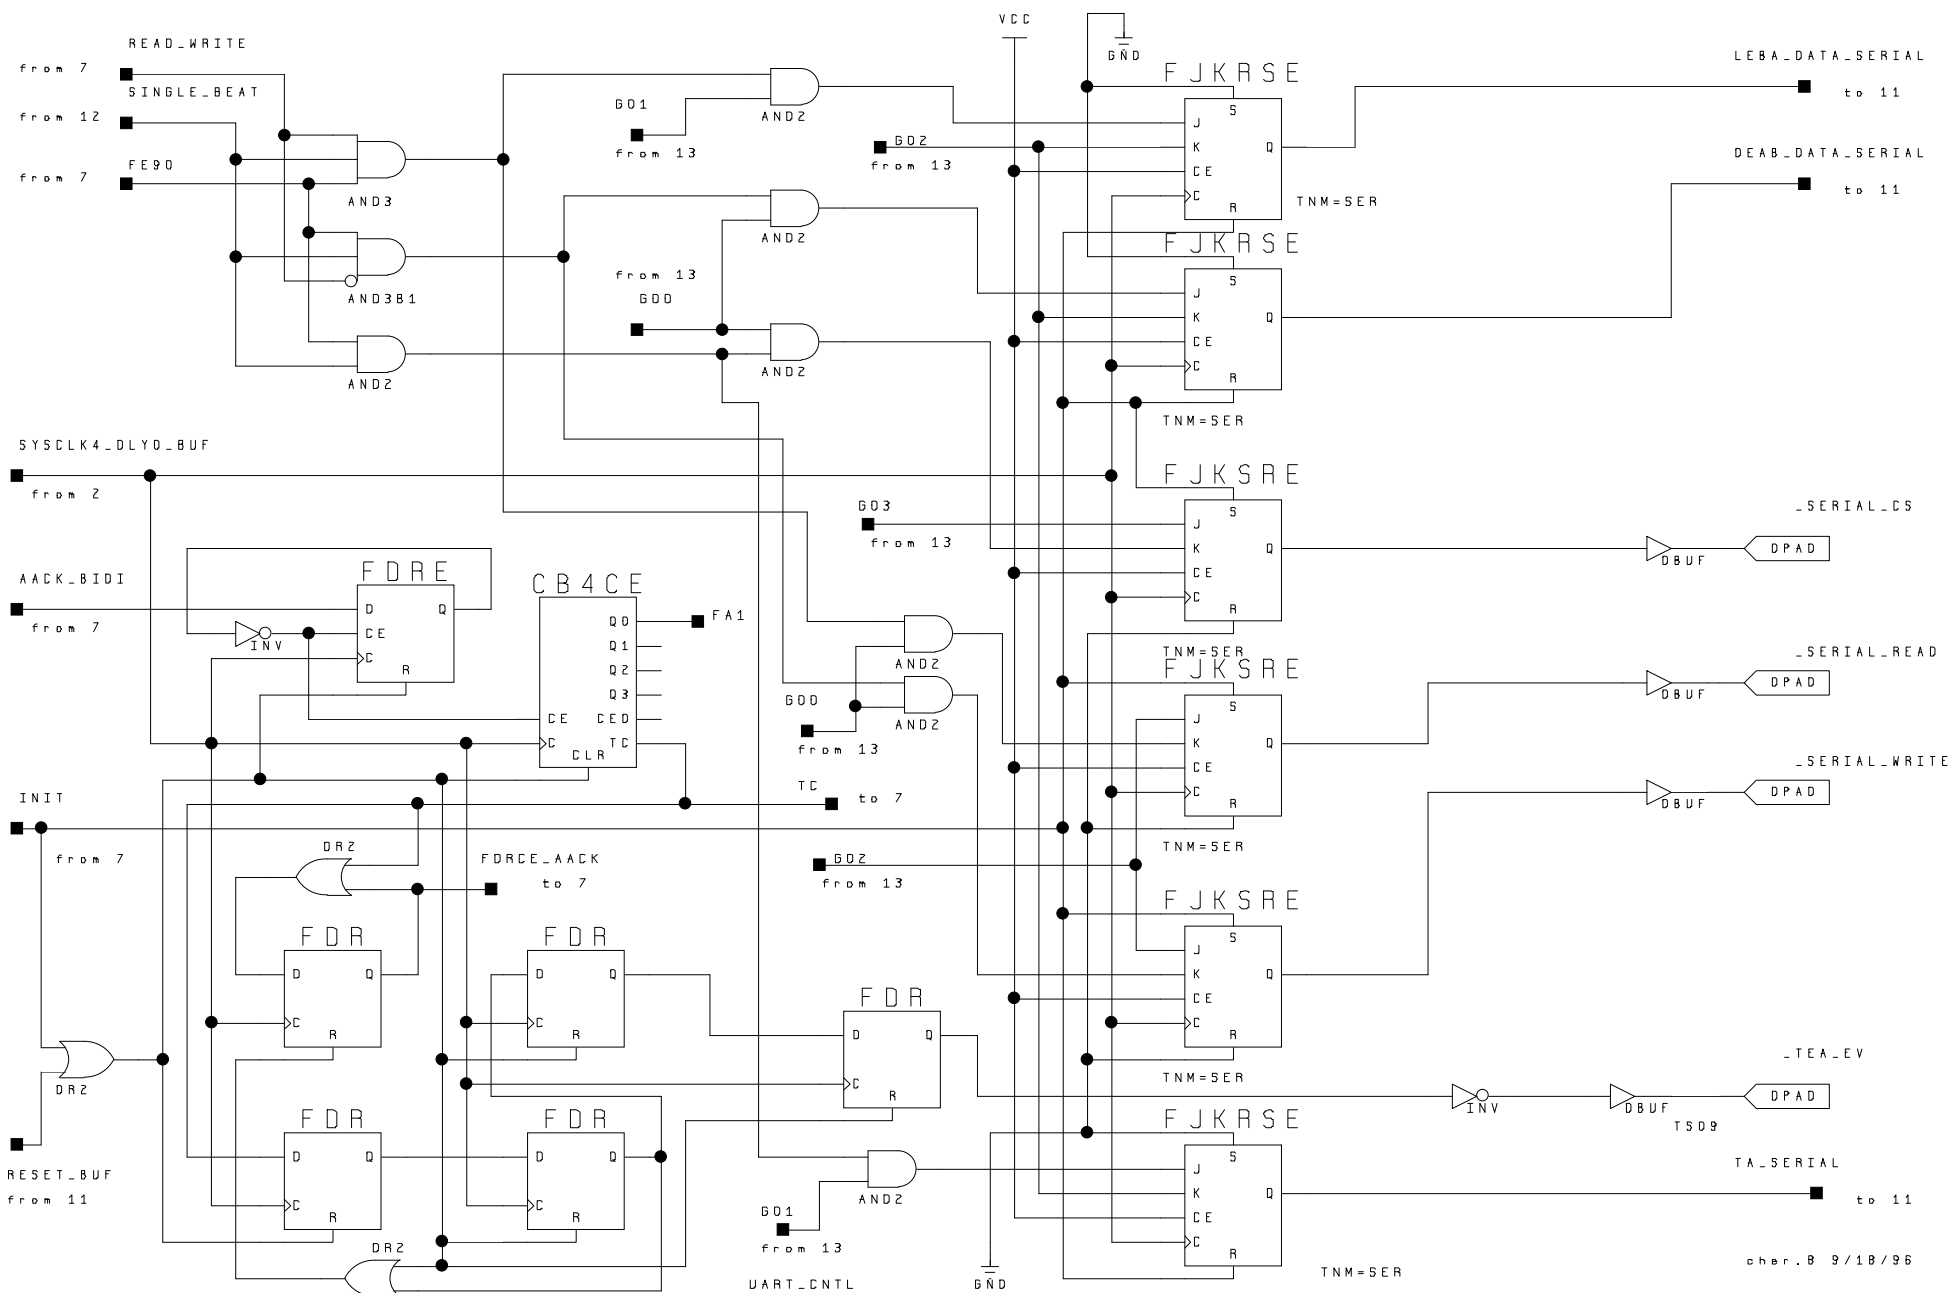 READ_WRITE
from 7
SINGLE_BEAT
from 12
FE90
from 7
AND3
AND3B1
AND2
GO1
from 13
AND2
GO2
from 13
AND2
from 13
GOO
AND2
VCC
GND
FJKRSE
S
J
K
CE
C
R
Q
TNM=SER
LEBA_DATA_SERIAL
to 11
DEAB_DATA_SERIAL
to 11
FJKRSE
S
J
K
CE
C
R
Q
TNM=SER
SYSCLK4_DLYD_BUF
from 2
GO3
from 13
FJKSRE
S
J
K
CE
C
R
Q
TNM=SER
_SERIAL_CS
OBUF
OPAD
AACK_BIDI
from 7
INV
FDRE
D
CE
C
R
Q
CB4CE
Q0
Q1
Q2
Q3
CE
CEO
C
TC
CLR
FA1
AND2
AND2
GOO
from 13
FJKSRE
S
J
K
CE
C
R
Q
TNM=SER
_SERIAL_READ
OBUF
OPAD
_SERIAL_WRITE
OBUF
OPAD
INIT
from 7
TC
to 7
OR2
FORCE_AACK
to 7
GO2
from 13
FJKSRE
S
J
K
CE
C
R
Q
TNM=SER
FDR
D
Q
C
R
FDR
D
Q
C
R
FDR
D
Q
C
R
OR2
RESET_BUF
from 11
FDR
D
Q
C
R
FDR
D
Q
C
R
OR2
_TEA_EV
INV
OBUF
OPAD
TS09
GO1
from 13
AND2
UART_CNTL
GND
FJKRSE
S
J
K
CE
C
R
Q
TNM=SER
TA_SERIAL
to 11
cher.B 9/18/96